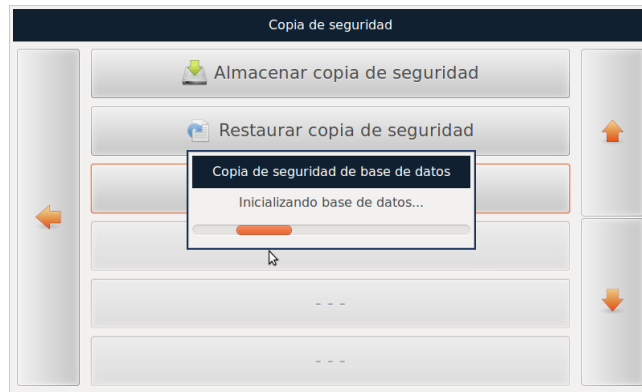 Copia de seguridad
Almacenar copia de seguridad
Restaurar copia de seguridad
Copia de seguridad de base de datos
Inicializando base de datos...
- - -
- - -